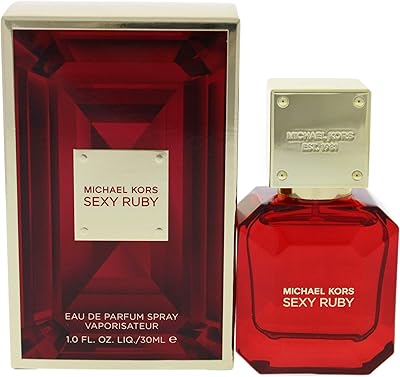 MICHAEL KORS
SEXY RUBY
EAU DE PARFUM SPRAY
VAPORISATEUR
1.0 FL. OZ. LIQ./30ML ℮
MICHAEL KORS
EST. 1981
MICHAEL KORS
SEXY RUBY